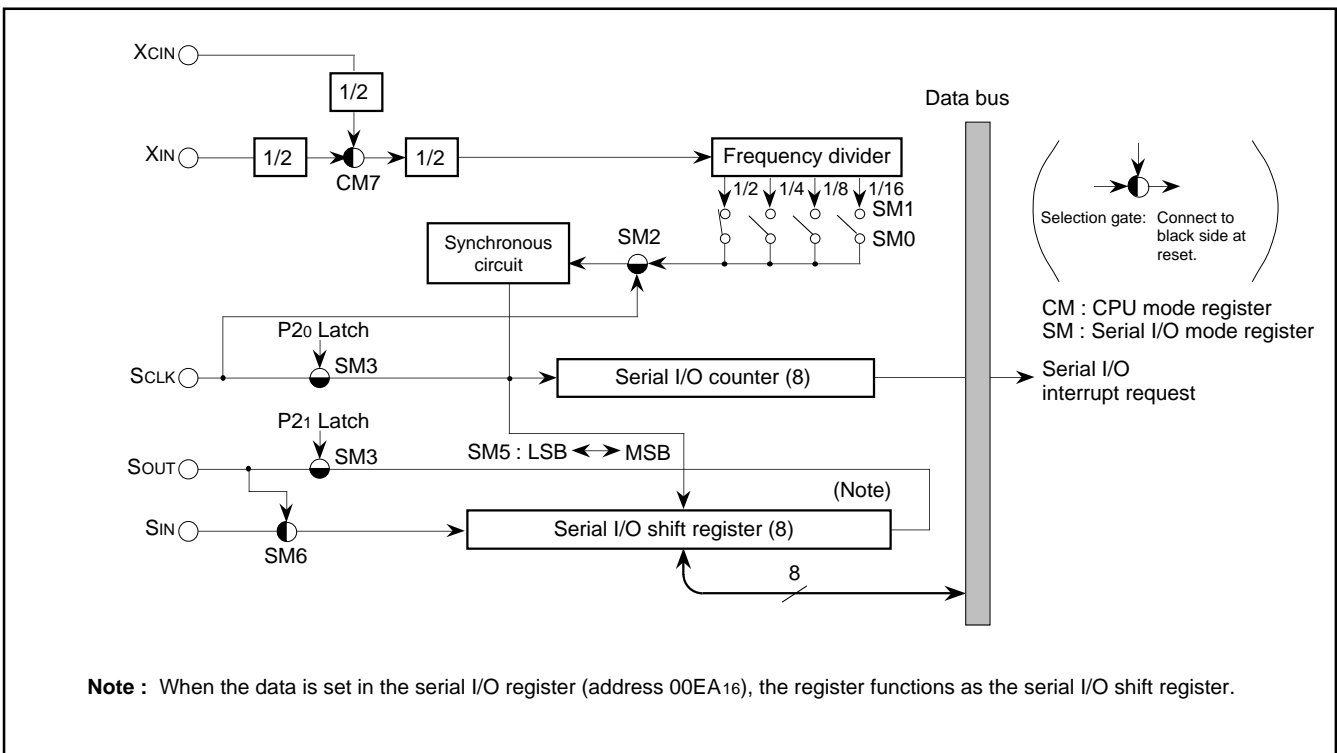 XCIN
1/2
Data bus
XIN
1/2
CM7
1/2
Frequency divider
1/2
1/4
1/8
1/16
SM1
SM0
Selection gate: Connect to
black side at
reset.
Synchronous
circuit
SM2
CM : CPU mode register
SM : Serial I/O mode register
P20 Latch
SCLK
SM3
Serial I/O counter (8)
Serial I/O
interrupt request
P21 Latch
SM3
SM5 : LSB ↔ MSB
SOUT
(Note)
SIN
SM6
Serial I/O shift register (8)
8
Note : When the data is set in the serial I/O register (address 00EA16), the register functions as the serial I/O shift register.